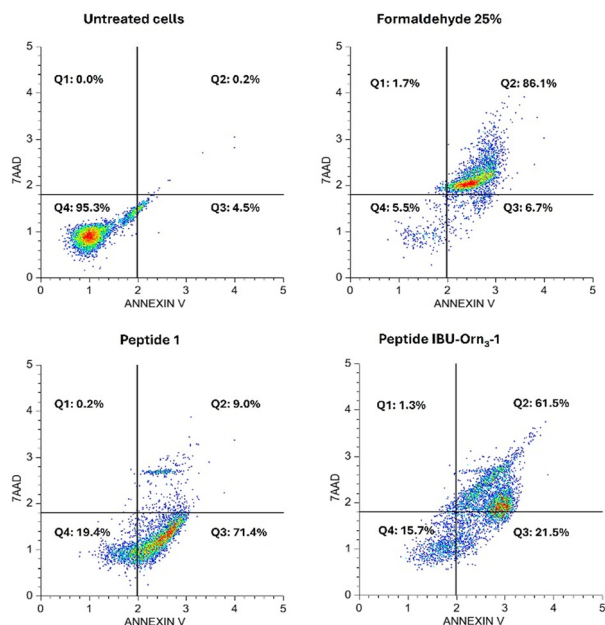 Untreated cells
5
4
3
2
1
0
7AAD
Q1: 0.0%
Q2: 0.2%
Q4: 95.3%
Q3: 4.5%
0 1 2 3 4 5
ANNEXIN V
Formaldehyde 25%
5
4
3
2
1
0
7AAD
Q1: 1.7%
Q2: 86.1%
Q4: 5.5%
Q3: 6.7%
0 1 2 3 4 5
ANNEXIN V
Peptide 1
5
4
3
2
1
0
7AAD
Q1: 0.2%
Q2: 9.0%
Q4: 19.4%
Q3: 71.4%
0 1 2 3 4 5
ANNEXIN V
Peptide IBU-Orn₃-1
5
4
3
2
1
0
7AAD
Q1: 1.3%
Q2: 61.5%
Q4: 15.7%
Q3: 21.5%
0 1 2 3 4 5
ANNEXIN V